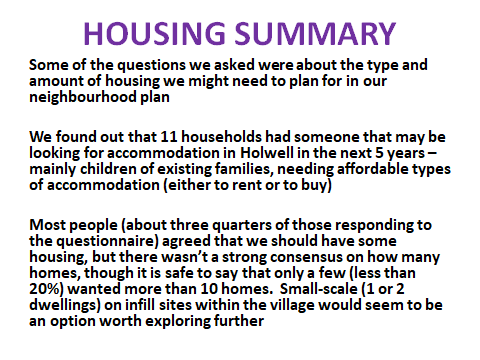 HOUSING SUMMARY
Some of the questions we asked were about the type and
amount of housing we might need to plan for in our
neighbourhood plan
We found out that 11 households had someone that may be
looking for accommodation in Holwell in the next 5 years –
mainly children of existing families, needing affordable types
of accommodation (either to rent or to buy)
Most people (about three quarters of those responding to
the questionnaire) agreed that we should have some
housing, but there wasn't a strong consensus on how many
homes, though it is safe to say that only a few (less than
20%) wanted more than 10 homes.  Small-scale (1 or 2
dwellings) on infill sites within the village would seem to be
an option worth exploring further